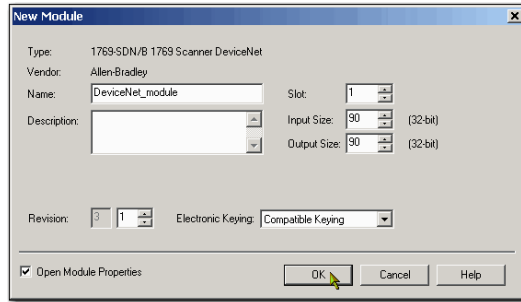 New Module
Type: 1769-SDN/B 1769 Scanner DeviceNet
Vendor: Allen-Bradley
Name: DeviceNet_module Slot: 1
Description: Input Size: 90 (32-bit)
Output Size: 90 (32-bit)
Revision: 3 1 Electronic Keying: Compatible Keying
Open Module Properties OK Cancel Help